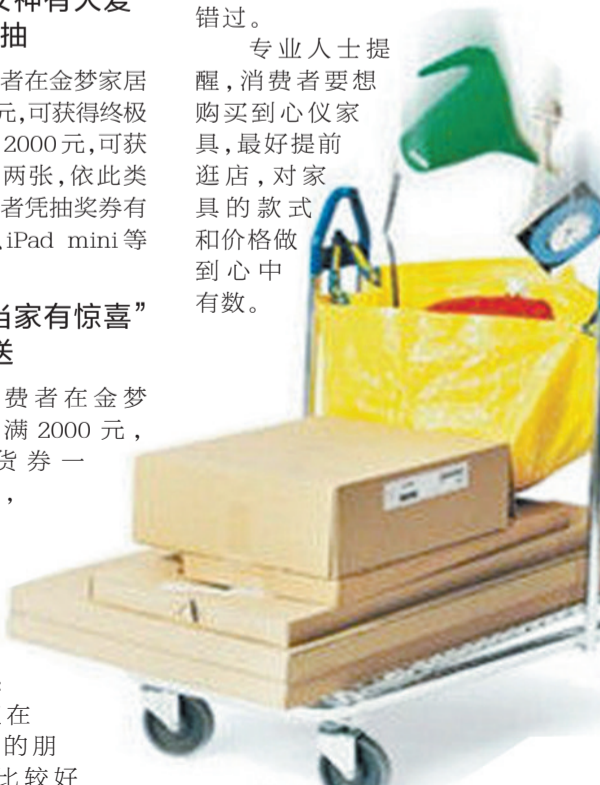 抽
者在金梦家居
元,可获得终极
2000元,可获
两张,依此类
者凭抽奖券有
iPad mini等
当家有惊喜”
送
费者在金梦
满2000元,
货券一
,
在
的朋
比较好
错过。
专业人士提
醒,消费者要想
购买到心仪家
具,最好提前
逛店,对家
具的款式
和价格做
到心中
有数。